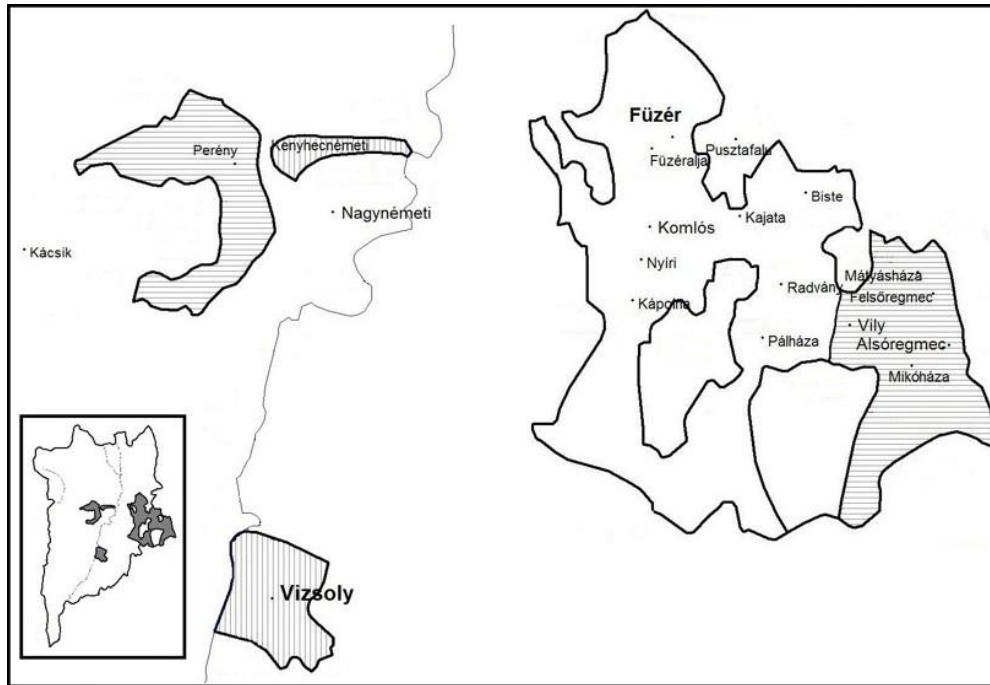 Füzér
Kenyhecnémeti
Perény
Füzéralja
Pusztafalu
Biste
Nagynémeti
Kajata
Komlós
Kácsik
Nyíri
Mátyásháza
Radvány
Felsőregmec
Kápolna
Vily
Pálháza
Alsóregmec
Mikóháza
Vizsoly